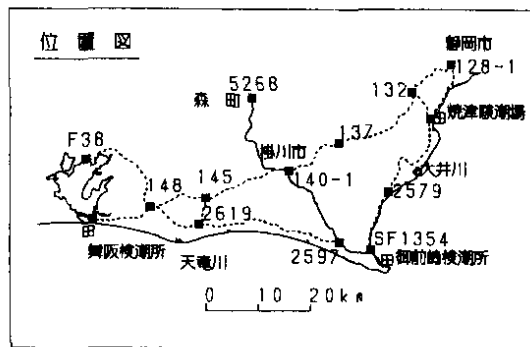 位置図
静岡市
128-1
132
焼津験潮場
5268
森町
137
掛川市
140-1
大井川
2579
F38
148
145
2619
舞阪検潮所
天竜川
2597
SF1354
御前崎検潮所
0 10 20km